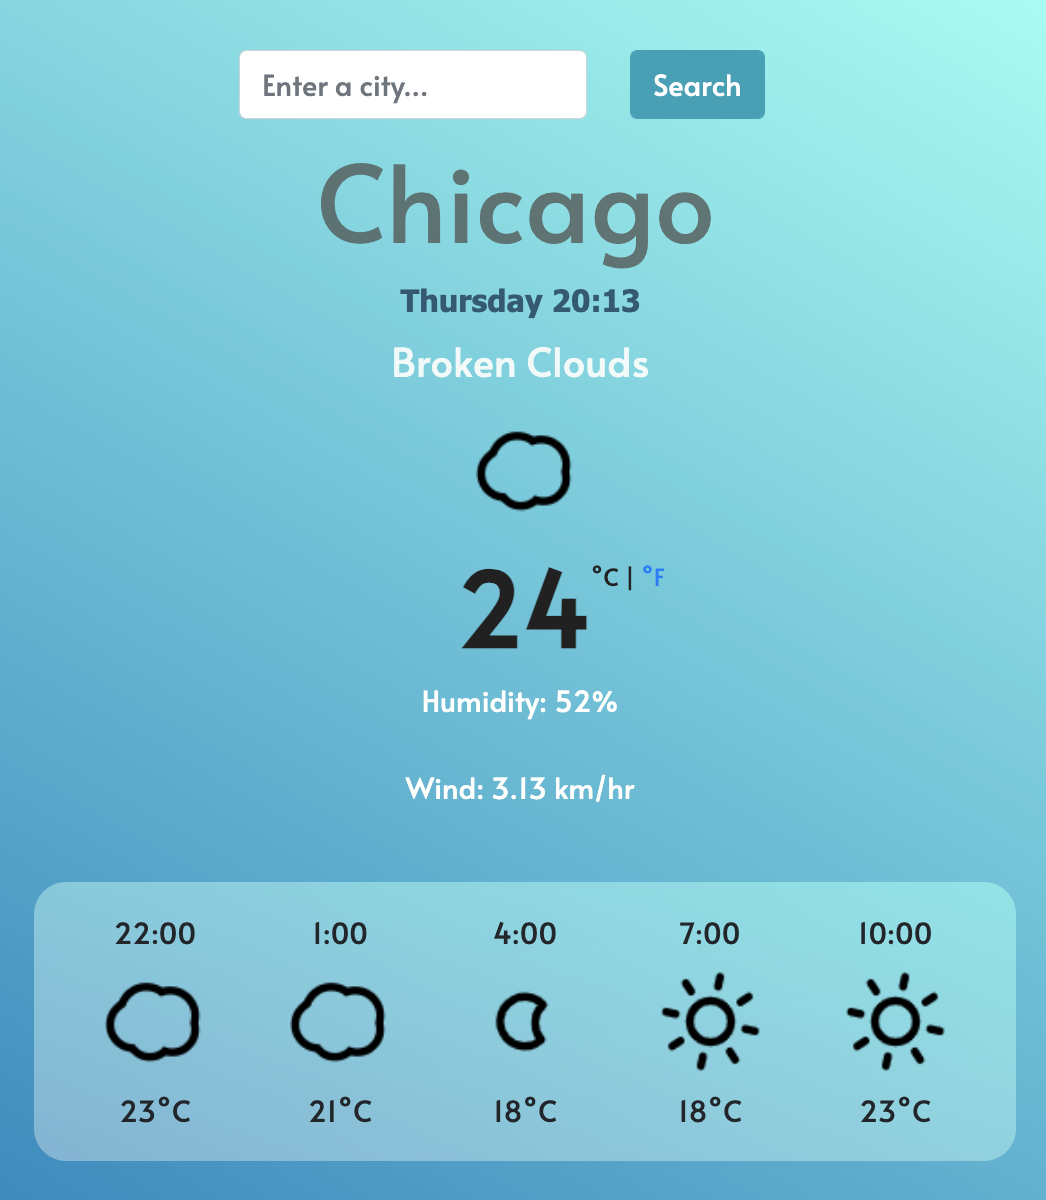 Enter a city...
Search
Chicago
Thursday 20:13
Broken Clouds
24 °C | °F
Humidity: 52%
Wind: 3.13 km/hr
22:00 1:00 4:00 7:00 10:00
23°C 21°C 18°C 18°C 23°C